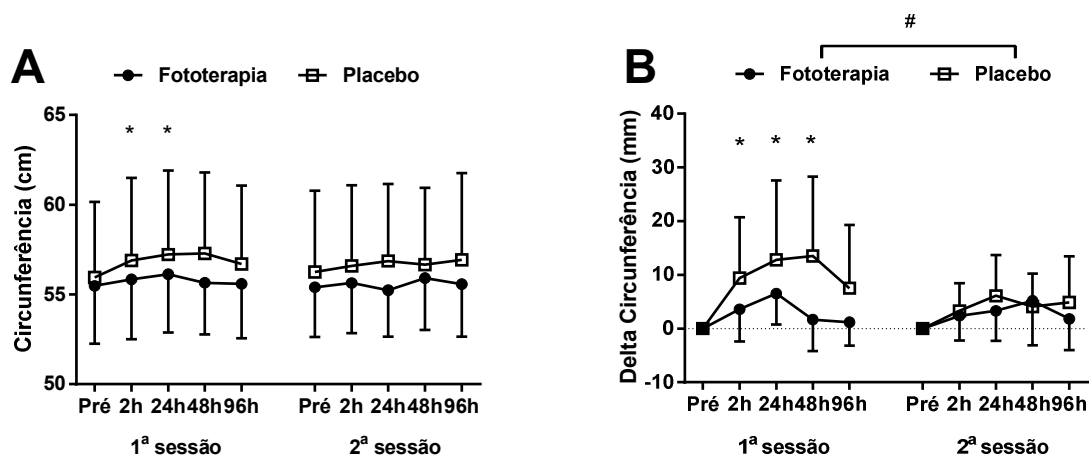 A
Fototerapia Placebo
Circunferência (cm)
65
60
55
50
* *
Pré 2h 24h 48h 96h Pré 2h 24h 48h 96h
1ª sessão 2ª sessão
B
#
Fototerapia Placebo
Delta Circunferência (mm)
40
30
20
10
0
-10
* * *
Pré 2h 24h 48h 96h Pré 2h 24h 48h 96h
1ª sessão 2ª sessão